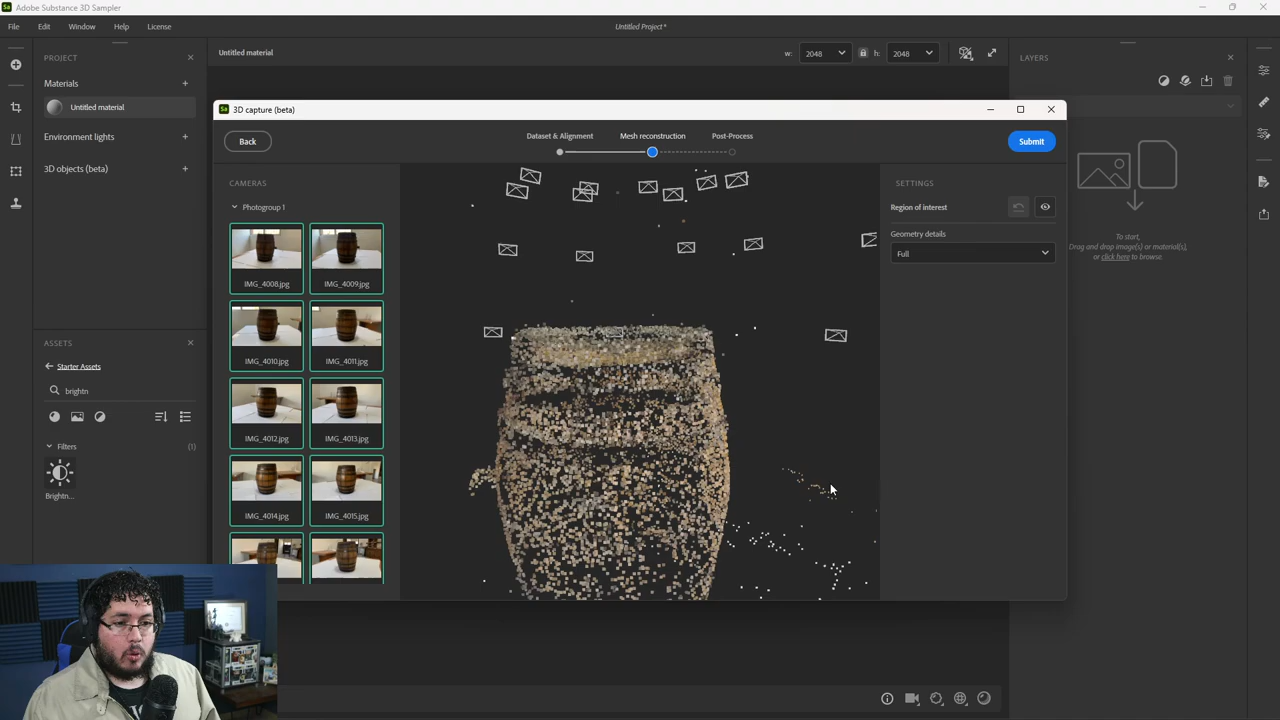 Sa Adobe Substance 3D Sampler
File Edit Window Help License
Untitled Project*
PROJECT
Materials
Untitled material
Environment lights
3D objects (beta)
ASSETS
Starter Assets
brightn
Filters (1)
Brightn...
Untitled material
w: 2048 h: 2048
Sa 3D capture (beta)
Back
Dataset & Alignment Mesh reconstruction Post-Process
Submit
CAMERAS
Photogroup 1
IMG_4008.jpg IMG_4009.jpg
IMG_4010.jpg IMG_4011.jpg
IMG_4012.jpg IMG_4013.jpg
IMG_4014.jpg IMG_4015.jpg
SETTINGS
Region of interest
Geometry details
Full
LAYERS
To start,
Drag and drop image(s) or material(s),
or click here to browse.